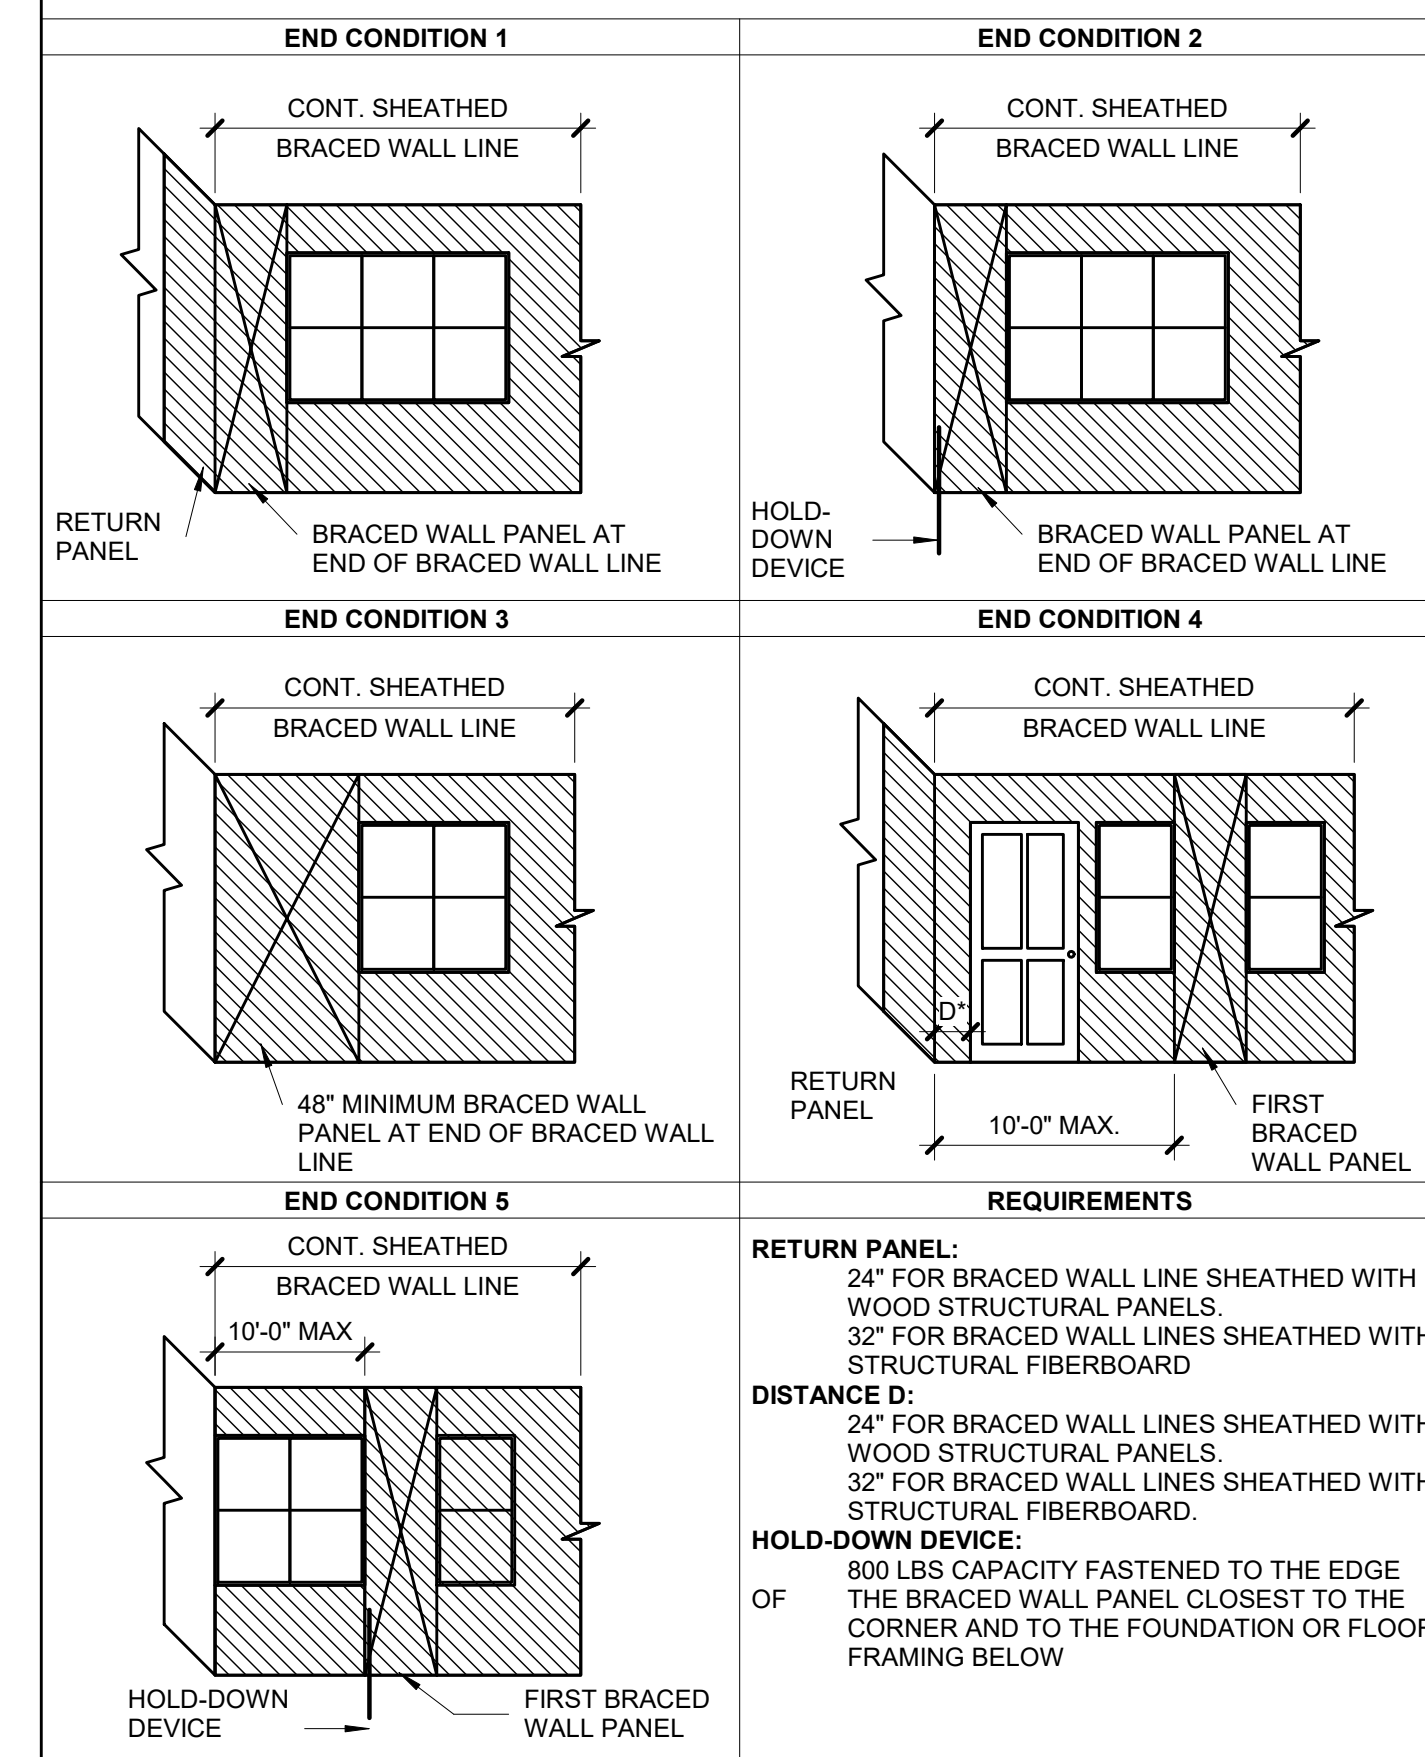 END CONDITION 1
CONT. SHEATHED
BRACED WALL LINE
RETURN
PANEL
BRACED WALL PANEL AT
END OF BRACED WALL LINE
END CONDITION 2
CONT. SHEATHED
BRACED WALL LINE
HOLD-
DOWN
DEVICE
BRACED WALL PANEL AT
END OF BRACED WALL LINE
END CONDITION 3
CONT. SHEATHED
BRACED WALL LINE
48" MINIMUM BRACED WALL
PANEL AT END OF BRACED WALL
LINE
END CONDITION 4
CONT. SHEATHED
BRACED WALL LINE
D*
RETURN
PANEL
10'-0" MAX.
FIRST
BRACED
WALL PANEL
END CONDITION 5
CONT. SHEATHED
BRACED WALL LINE
10'-0" MAX
HOLD-DOWN
DEVICE
FIRST BRACED
WALL PANEL
REQUIREMENTS
RETURN PANEL:
24" FOR BRACED WALL LINE SHEATHED WITH
WOOD STRUCTURAL PANELS.
32" FOR BRACED WALL LINES SHEATHED WITH
STRUCTURAL FIBERBOARD
DISTANCE D:
24" FOR BRACED WALL LINES SHEATHED WITH
WOOD STRUCTURAL PANELS.
32" FOR BRACED WALL LINES SHEATHED WITH
STRUCTURAL FIBERBOARD.
HOLD-DOWN DEVICE:
800 LBS CAPACITY FASTENED TO THE EDGE
OF THE BRACED WALL PANEL CLOSEST TO THE
CORNER AND TO THE FOUNDATION OR FLOOR
FRAMING BELOW